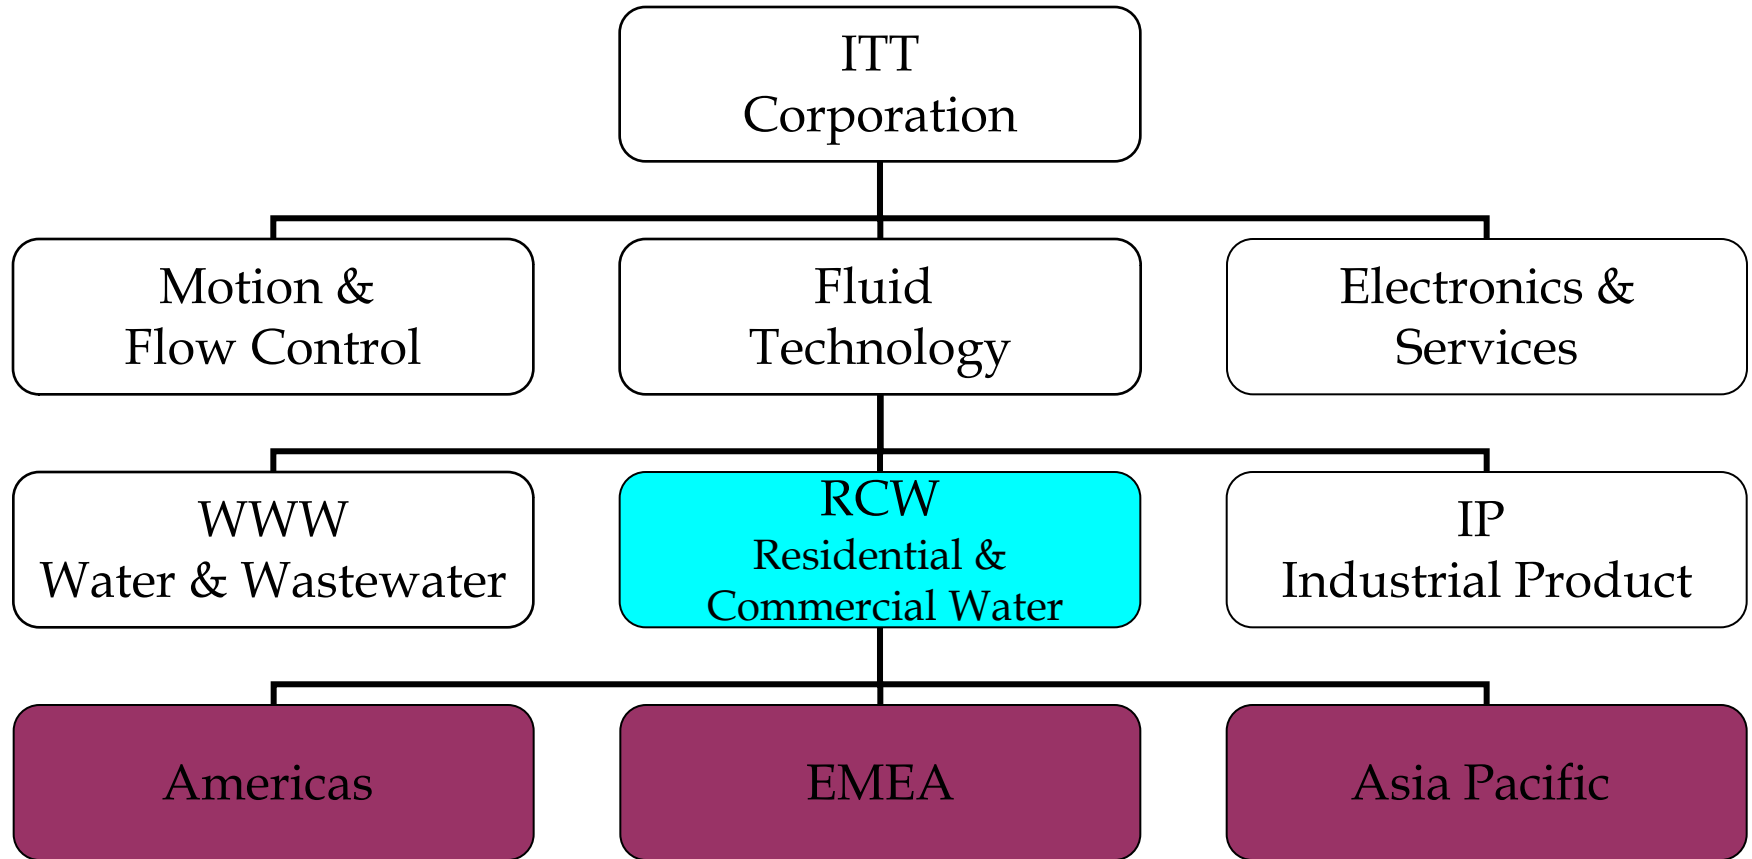 ITT
Corporation
Motion &
Flow Control
Fluid
Technology
Electronics &
Services
WWW
Water & Wastewater
RCW
Residential &
Commercial Water
IP
Industrial Product
Americas
EMEA
Asia Pacific